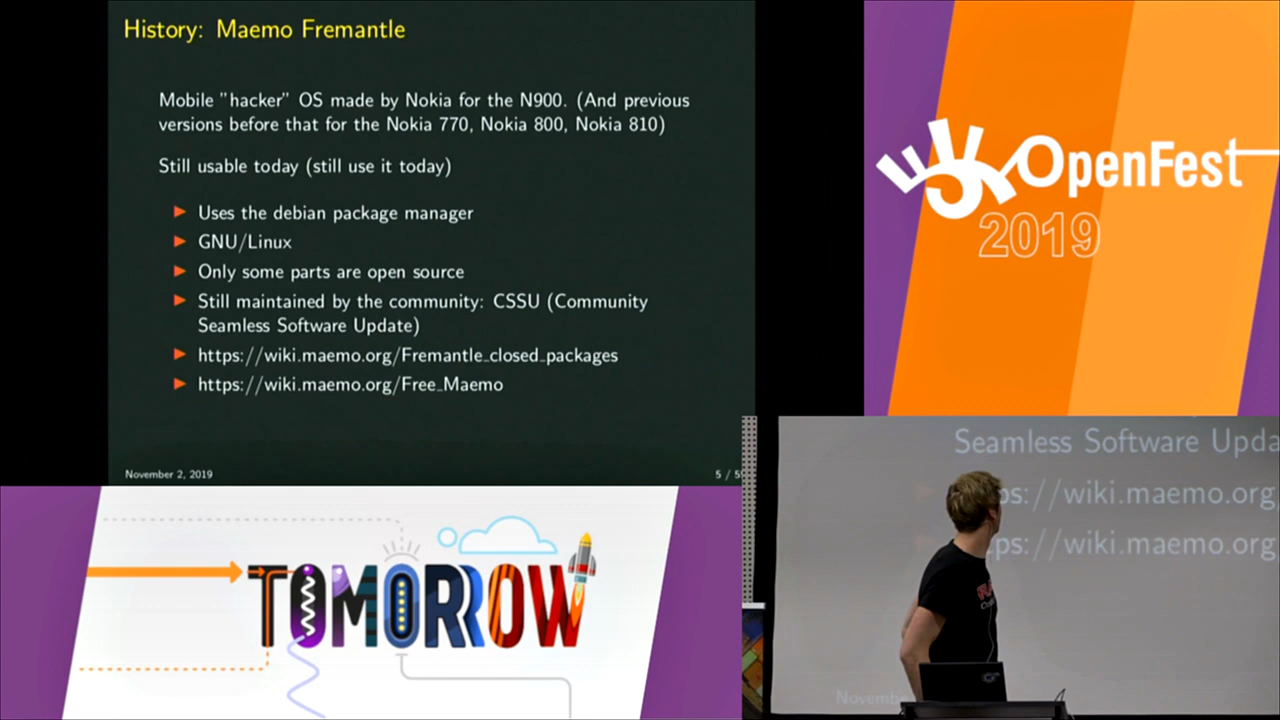 History: Maemo Fremantle
Mobile "hacker" OS made by Nokia for the N900. (And previous
versions before that for the Nokia 770, Nokia 800, Nokia 810)
Still usable today (still use it today)
Uses the debian package manager
GNU/Linux
Only some parts are open source
Still maintained by the community: CSSU (Community
Seamless Software Update)
https://wiki.maemo.org/Fremantle_closed_packages
https://wiki.maemo.org/Free_Maemo
November 2, 2019
5 / 5
OpenFest
2019
TOMORROW
Seamless Software Upda
ps://wiki.maemo.org
ps://wiki.maemo.org
Novembe